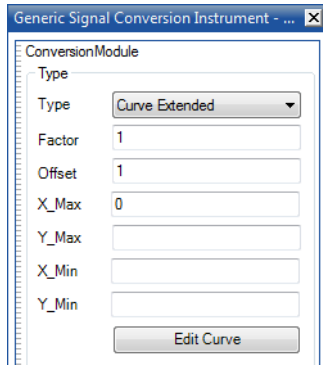 Generic Signal Conversion Instrument - ...
ConversionModule
Type
Type Curve Extended
Factor 1
Offset 1
X_Max 0
Y_Max
X_Min
Y_Min
Edit Curve